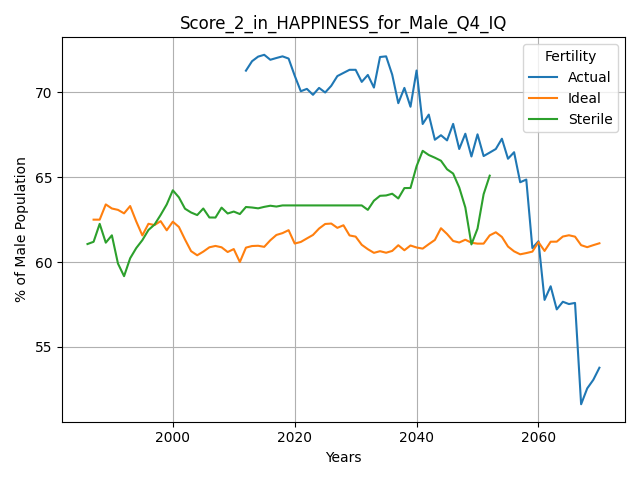 Score_2_in_HAPPINESS_for_Male_Q4_IQ
Fertility
Actual
Ideal
Sterile
% of Male Population
70
65
60
55
2000
2020
2040
2060
Years